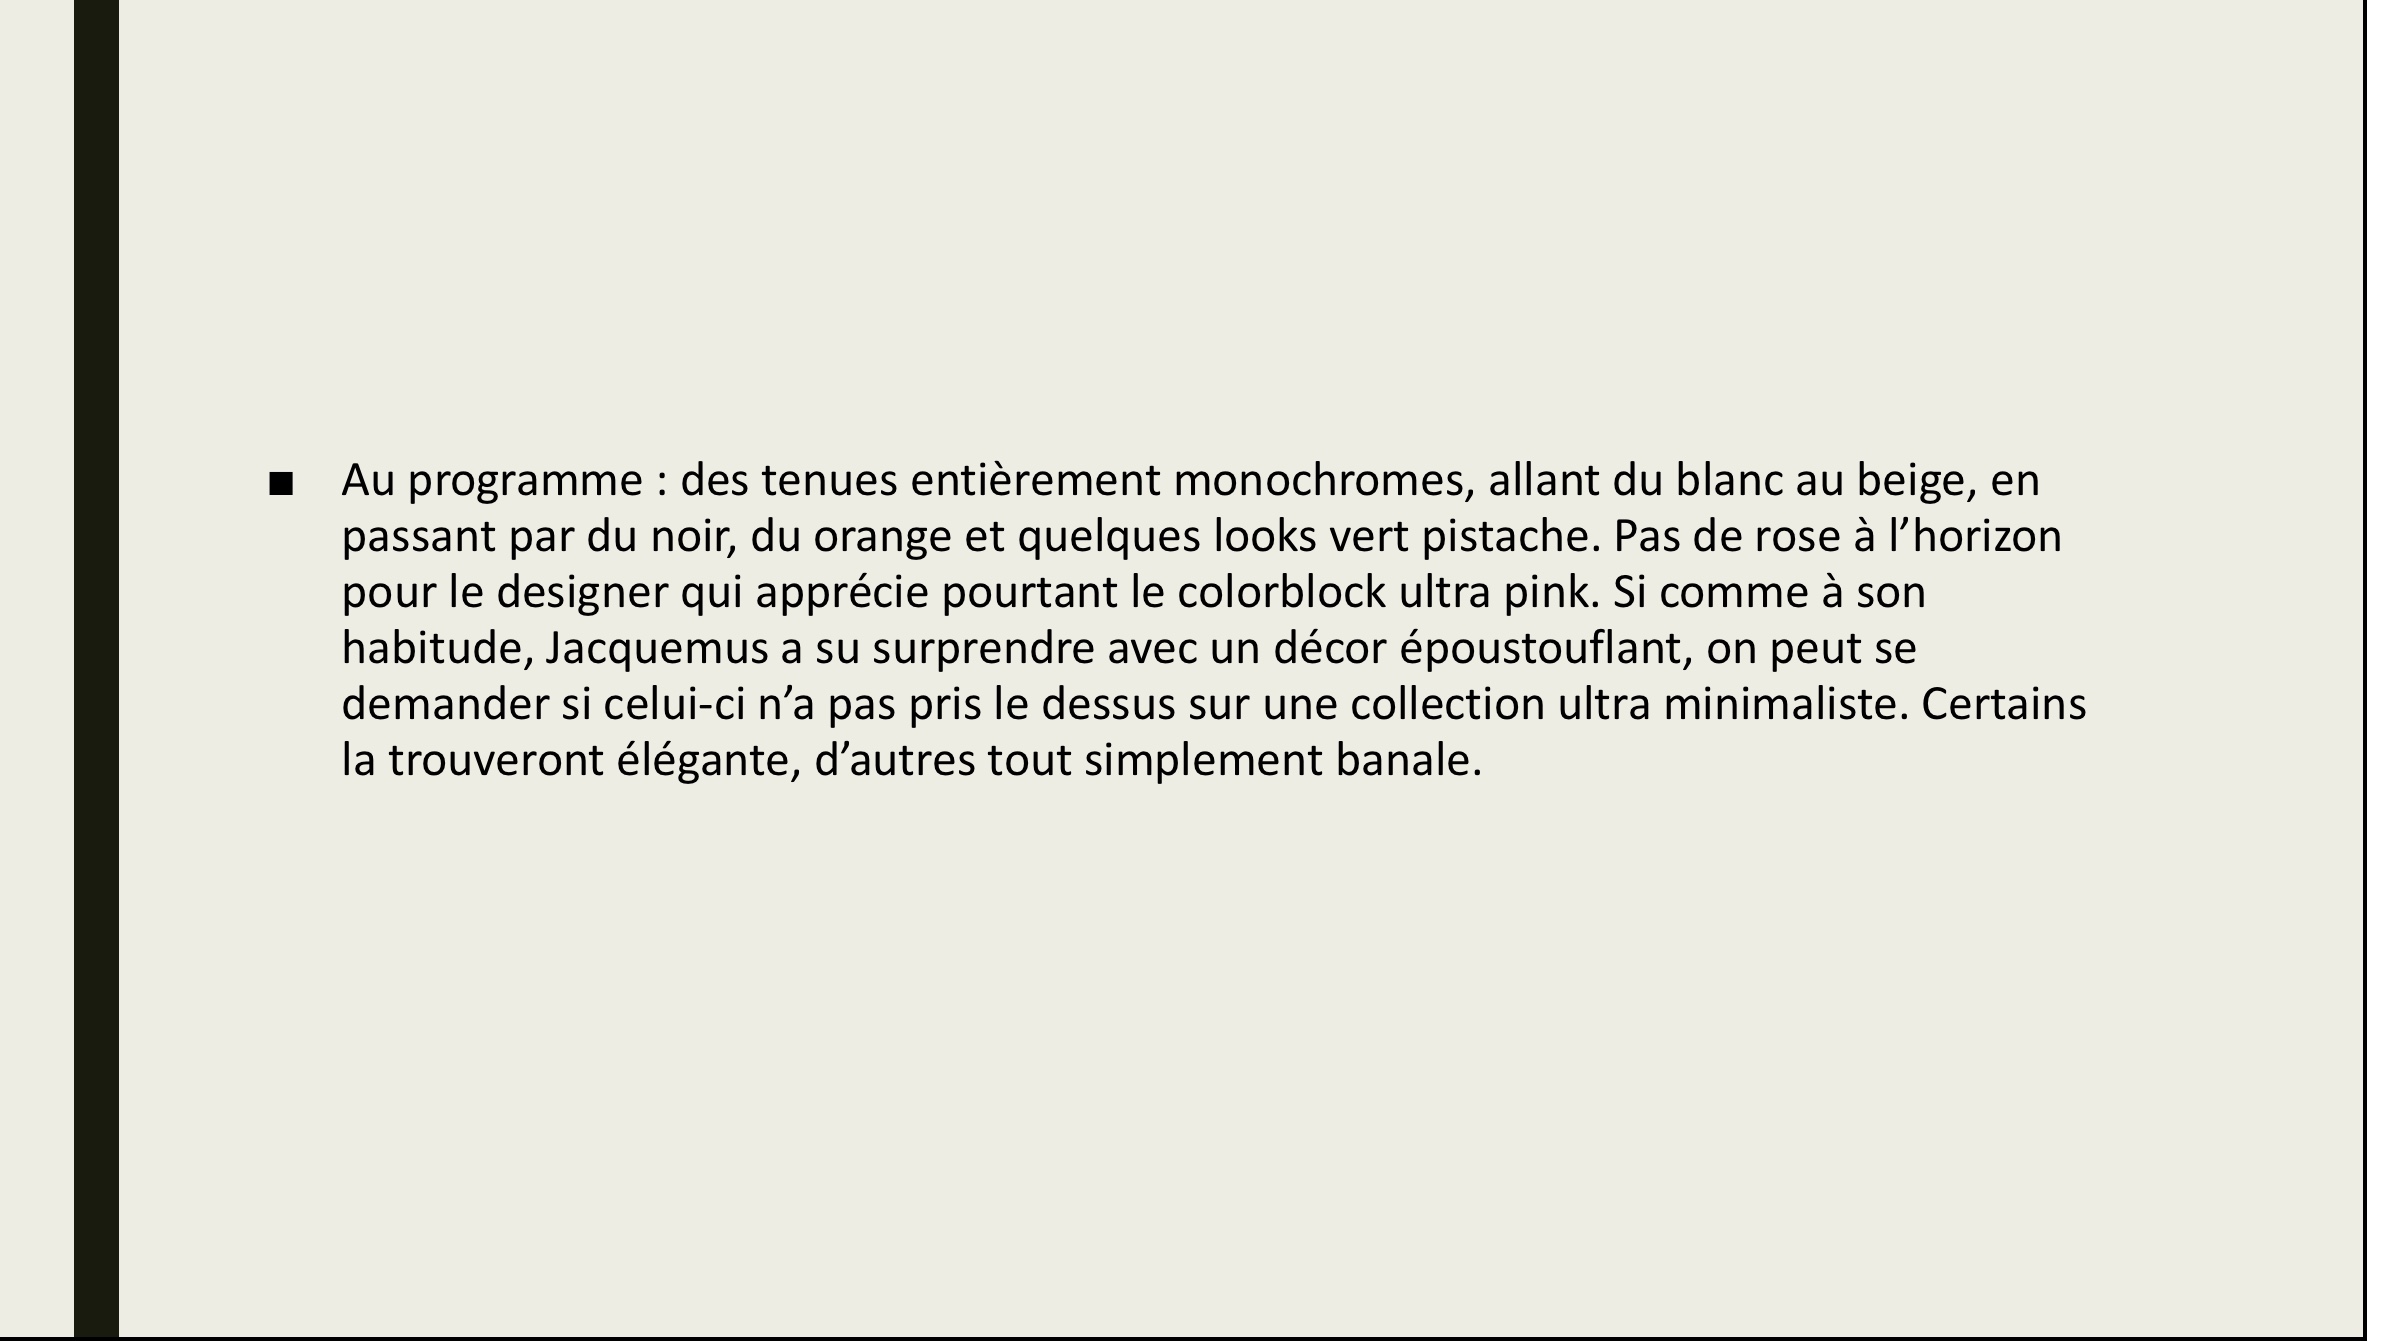 ■ Au programme : des tenues entièrement monochromes, allant du blanc au beige, en
passant par du noir, du orange et quelques looks vert pistache. Pas de rose à l’horizon
pour le designer qui apprécie pourtant le colorblock ultra pink. Si comme à son
habitude, Jacquemus a su surprendre avec un décor époustouflant, on peut se
demander si celui-ci n’a pas pris le dessus sur une collection ultra minimaliste. Certains
la trouveront élégante, d’autres tout simplement banale.